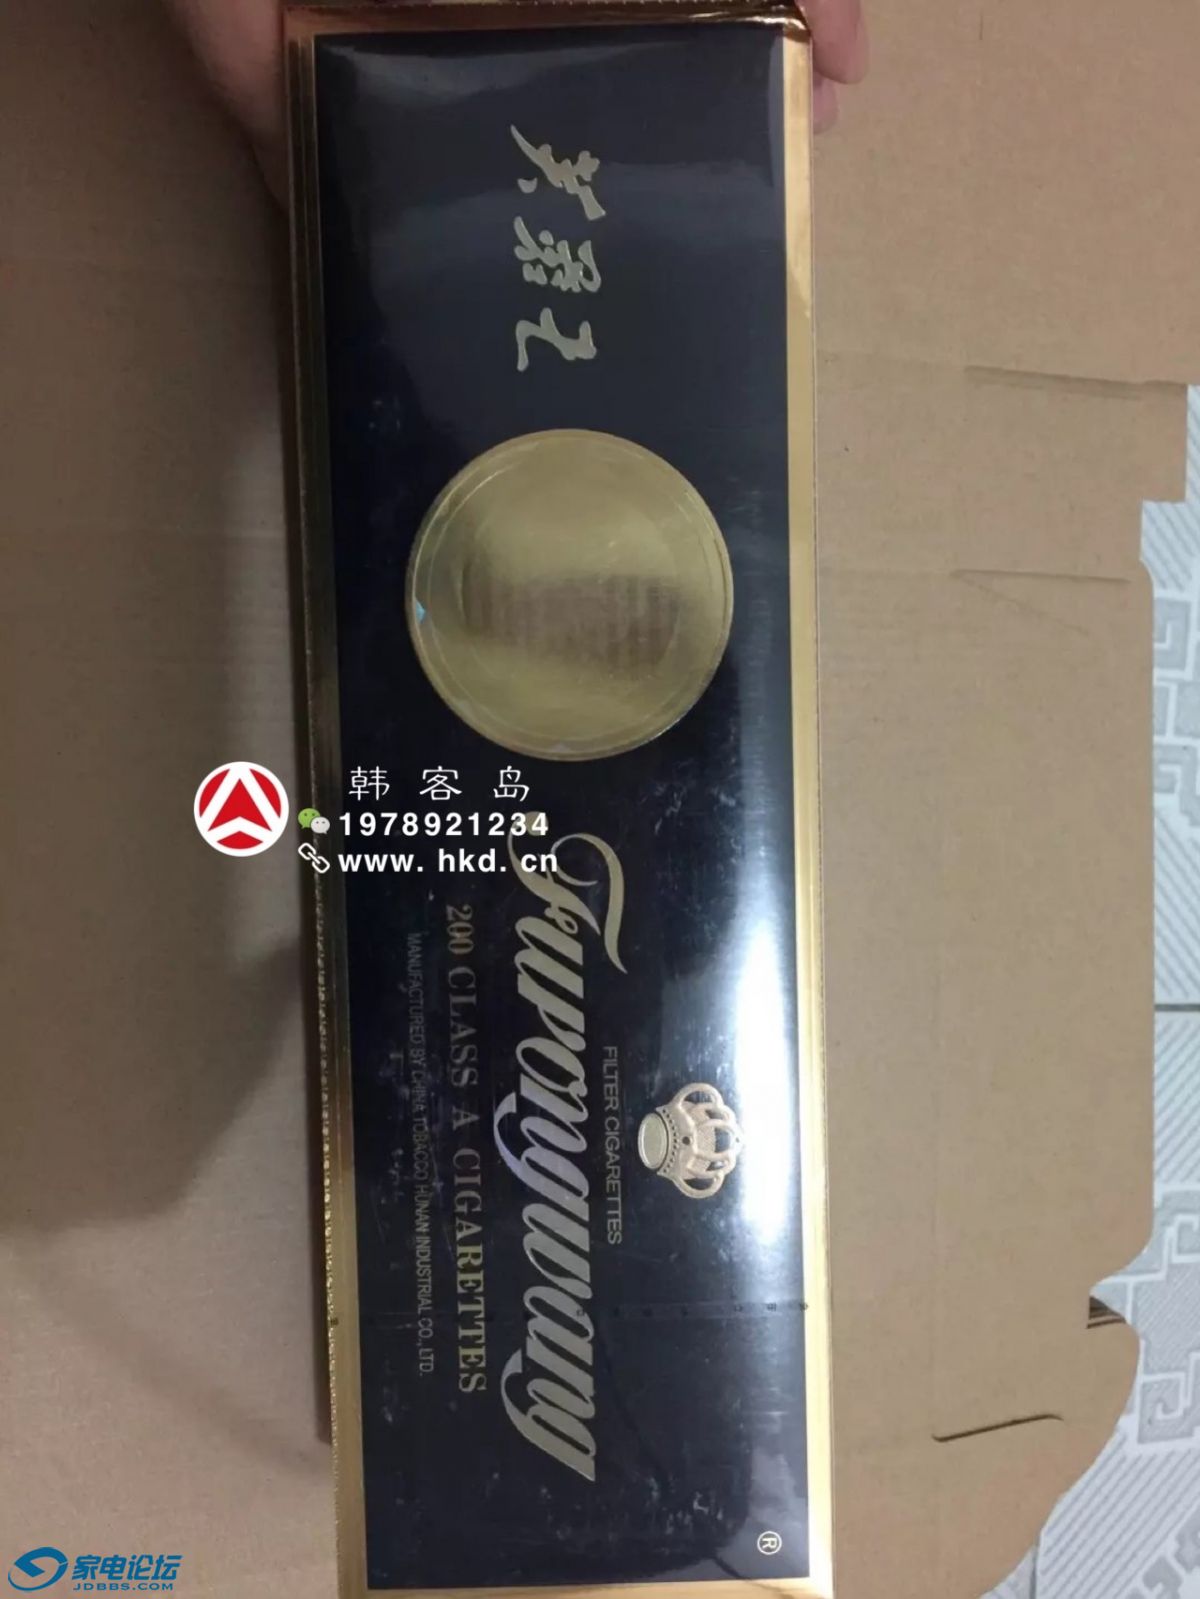 芙蓉王
Furongwang
FILTER CIGARETTES
200 CLASS A CIGARETTES
MANUFACTURED BY CHINA TOBACCO HUNAN INDUSTRIAL CO., LTD.
®
韩客岛
1978921234
www.hkd.cn
家电论坛
JDBBS.COM